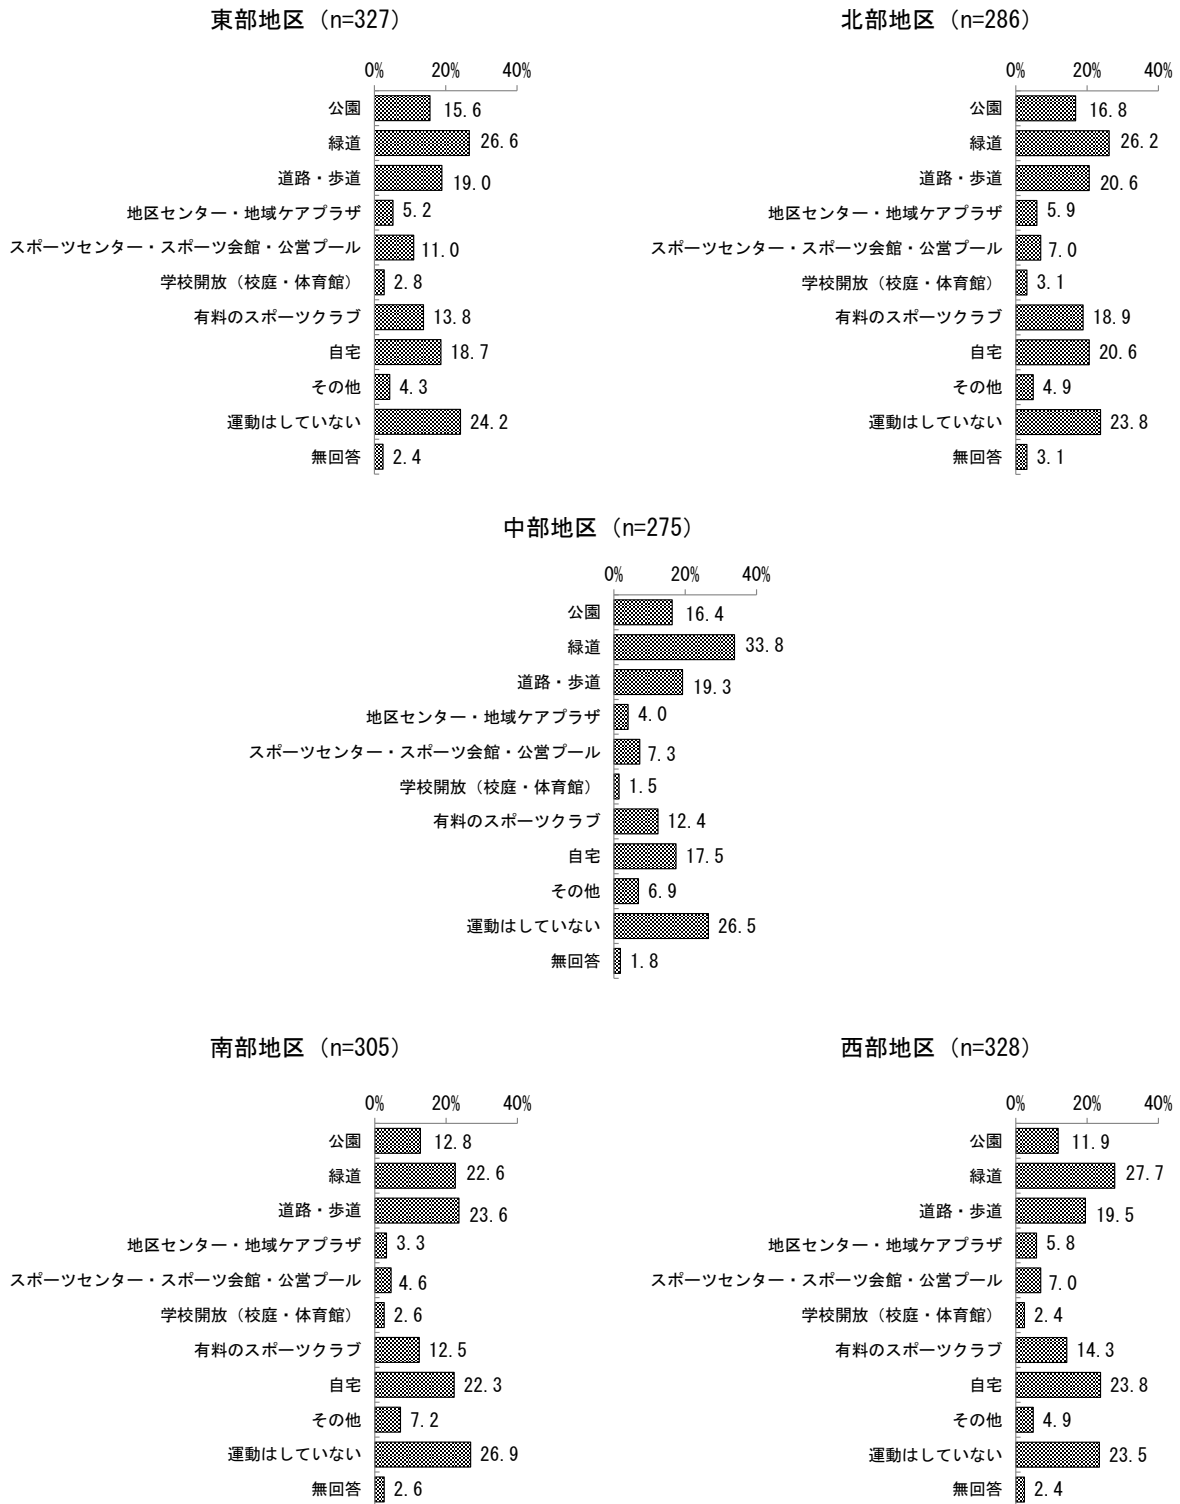 東部地区（n=327）
0% 20% 40%
公園 15.6
緑道 26.6
道路・歩道 19.0
地区センター・地域ケアプラザ 5.2
スポーツセンター・スポーツ会館・公営プール 11.0
学校開放（校庭・体育館） 2.8
有料のスポーツクラブ 13.8
自宅 18.7
その他 4.3
運動はしていない 24.2
無回答 2.4
北部地区（n=286）
0% 20% 40%
公園 16.8
緑道 26.2
道路・歩道 20.6
地区センター・地域ケアプラザ 5.9
スポーツセンター・スポーツ会館・公営プール 7.0
学校開放（校庭・体育館） 3.1
有料のスポーツクラブ 18.9
自宅 20.6
その他 4.9
運動はしていない 23.8
無回答 3.1
中部地区（n=275）
0% 20% 40%
公園 16.4
緑道 33.8
道路・歩道 19.3
地区センター・地域ケアプラザ 4.0
スポーツセンター・スポーツ会館・公営プール 7.3
学校開放（校庭・体育館） 1.5
有料のスポーツクラブ 12.4
自宅 17.5
その他 6.9
運動はしていない 26.5
無回答 1.8
南部地区（n=305）
0% 20% 40%
公園 12.8
緑道 22.6
道路・歩道 23.6
地区センター・地域ケアプラザ 3.3
スポーツセンター・スポーツ会館・公営プール 4.6
学校開放（校庭・体育館） 2.6
有料のスポーツクラブ 12.5
自宅 22.3
その他 7.2
運動はしていない 26.9
無回答 2.6
西部地区（n=328）
0% 20% 40%
公園 11.9
緑道 27.7
道路・歩道 19.5
地区センター・地域ケアプラザ 5.8
スポーツセンター・スポーツ会館・公営プール 7.0
学校開放（校庭・体育館） 2.4
有料のスポーツクラブ 14.3
自宅 23.8
その他 4.9
運動はしていない 23.5
無回答 2.4